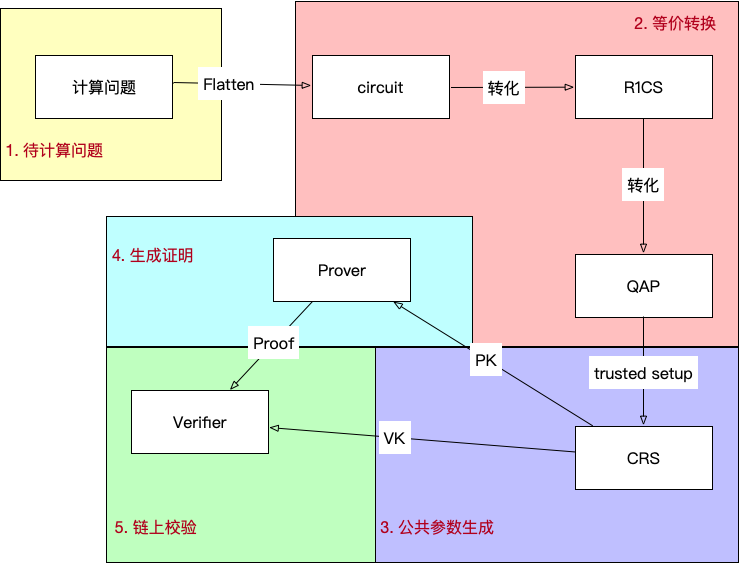 2. 等价转换
计算问题
Flatten
circuit
转化
R1CS
1. 待计算问题
转化
4. 生成证明
Prover
QAP
Proof
PK
trusted setup
Verifier
VK
CRS
5. 链上校验
3. 公共参数生成